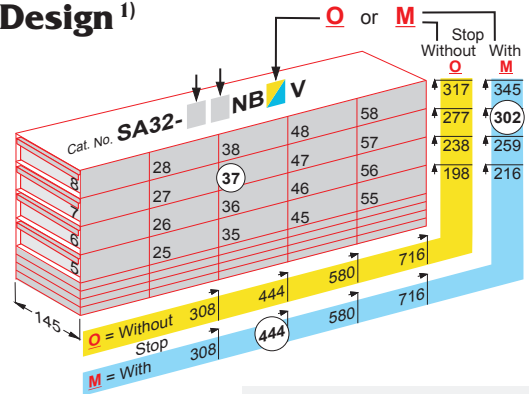 Design 1)
O or M
Stop
Without With
O M
317 345
277 302
238 259
198 216
Cat. No. SA32- NB V
8 28 38 48 58
7 27 37 47 57
6 26 36 46 56
5 25 35 45 55
145
O = Without 308 444 580 716
Stop
M = With 308 444 580 716